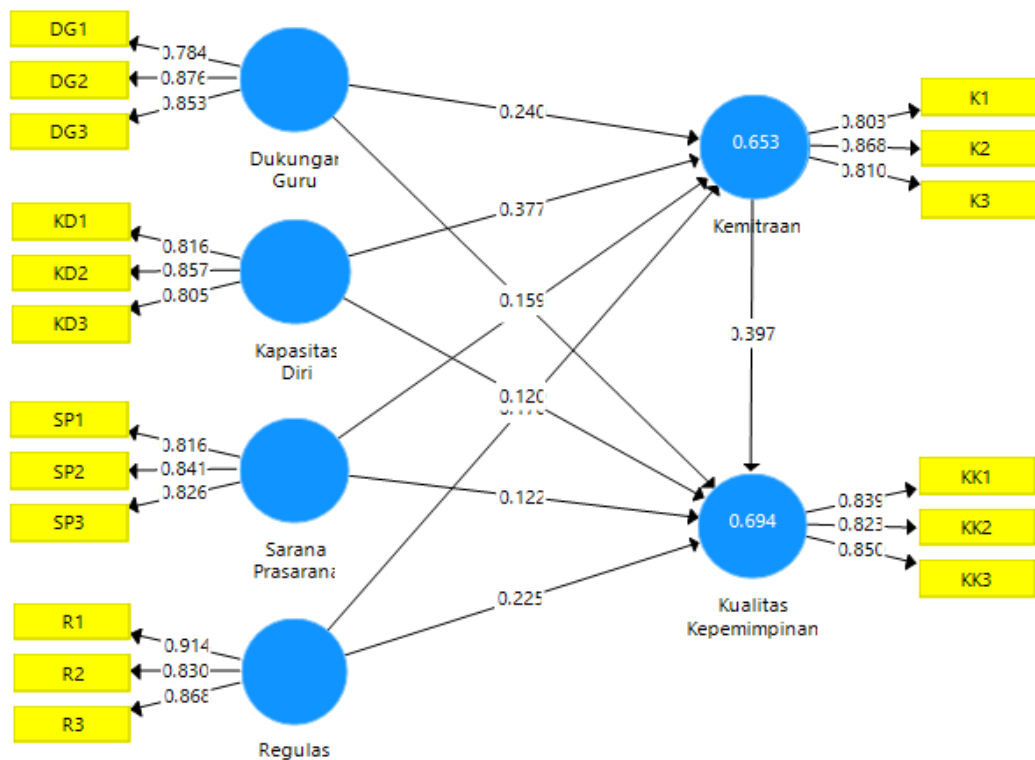 DG1
0.784
DG2
0.876
DG3
0.853
Dukungan
Guru
KD1
0.816
KD2
0.857
KD3
0.805
Kapasitas
Diri
SP1
0.816
SP2
0.841
SP3
0.826
Sarana
Prasarana
R1
0.914
R2
0.830
R3
0.868
Regulas
0.240
0.377
0.159
0.120
0.122
0.225
0.653
Kemitraan
0.397
0.694
Kualitas
Kepemimpinan
0.803
K1
0.868
K2
0.810
K3
0.839
KK1
0.823
KK2
0.850
KK3